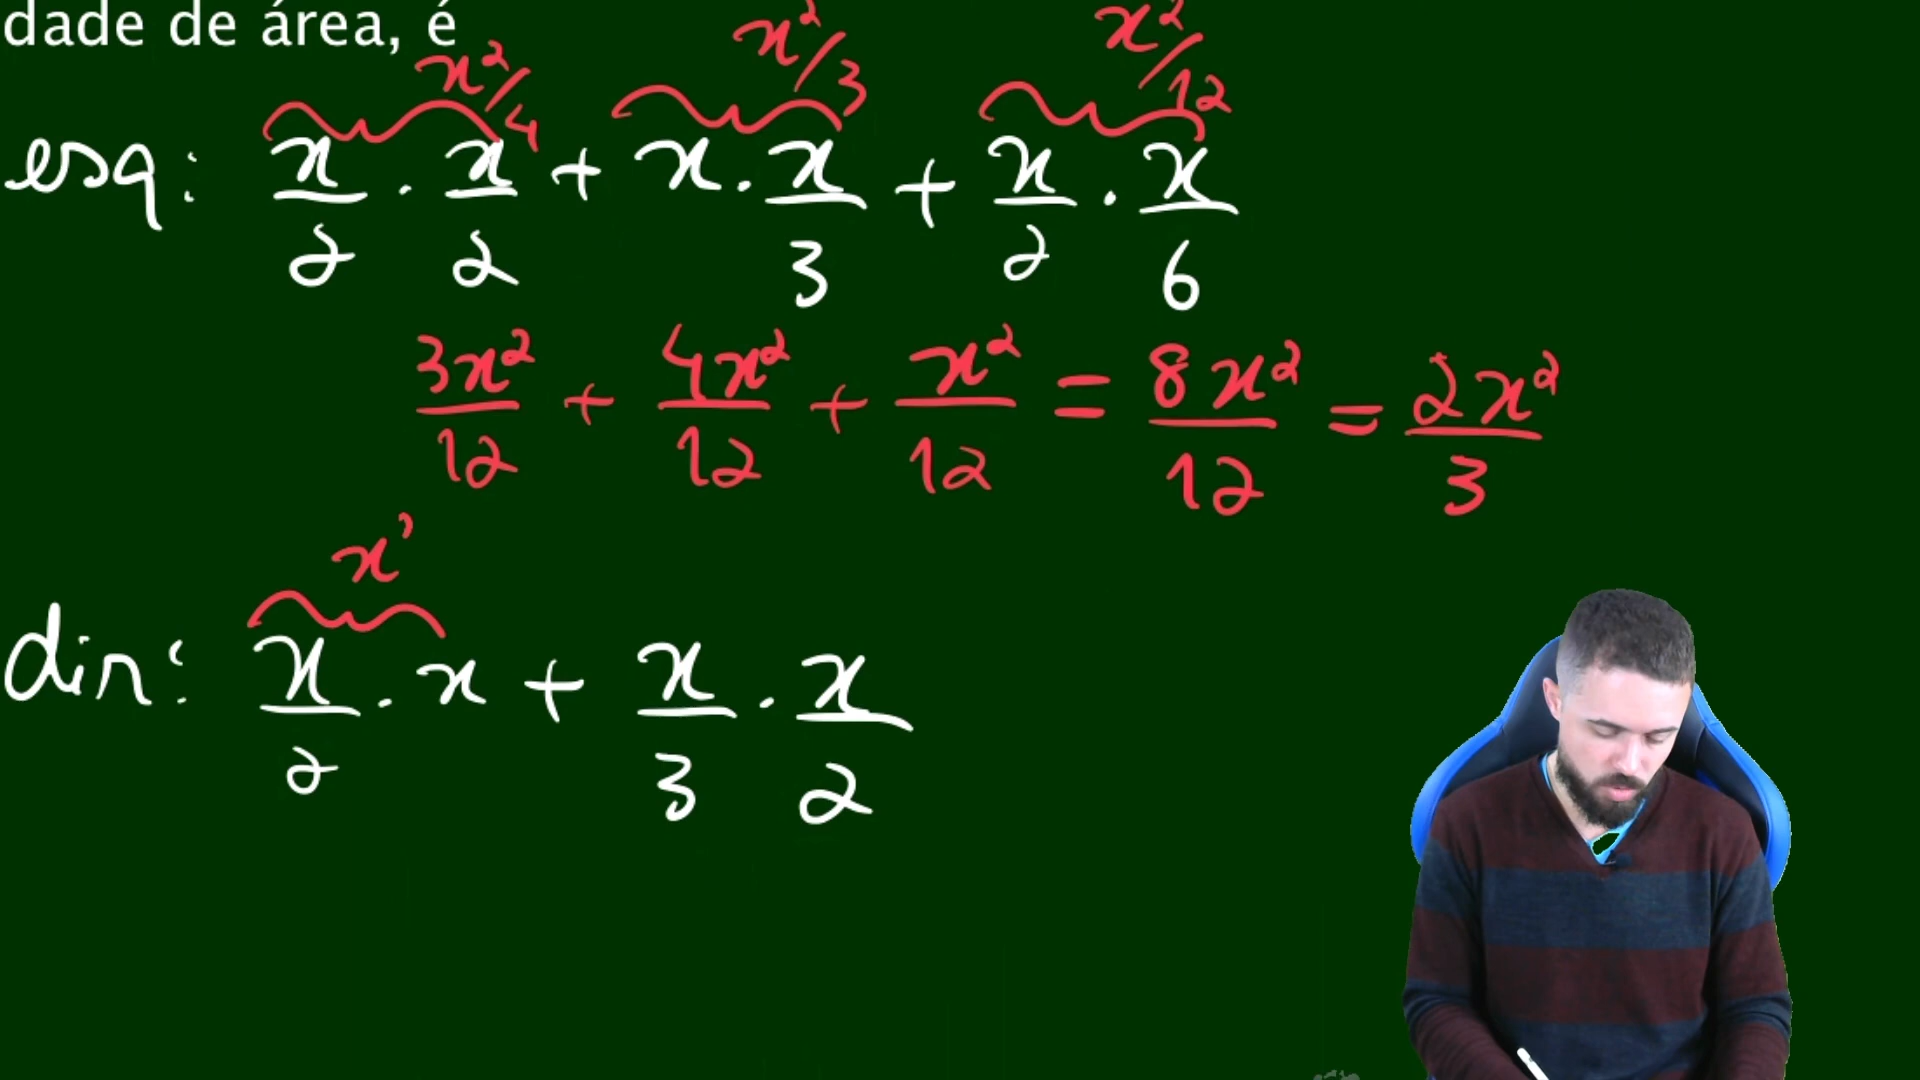 dade de área, é
x²/4 x²/3 x²/12
esq: x/2 · x/2 + x · x/3 + x/2 · x/6
3x²/12 + 4x²/12 + x²/12 = 8x²/12 = 2x²/3
x'
dir: x/2 · x + x/3 · x/2